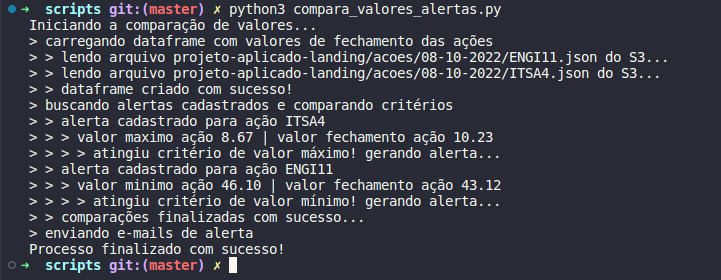 ➜ scripts git:(master) ✗ python3 compara_valores_alertas.py
Iniciando a comparação de valores...
> carregando dataframe com valores de fechamento das ações
> > lendo arquivo projeto-aplicado-landing/acoes/08-10-2022/ENGI11.json do S3...
> > lendo arquivo projeto-aplicado-landing/acoes/08-10-2022/ITSA4.json do S3...
> > dataframe criado com sucesso!
> buscando alertas cadastrados e comparando critérios
> > alerta cadastrado para ação ITSA4
> > > valor maximo ação 8.67 | valor fechamento ação 10.23
> > > > atingiu critério de valor máximo! gerando alerta...
> > alerta cadastrado para ação ENGI11
> > > valor minimo ação 46.10 | valor fechamento ação 43.12
> > > > atingiu critério de valor mínimo! gerando alerta...
> > comparações finalizadas com sucesso...
> enviando e-mails de alerta
Processo finalizado com sucesso!
➜ scripts git:(master) ✗